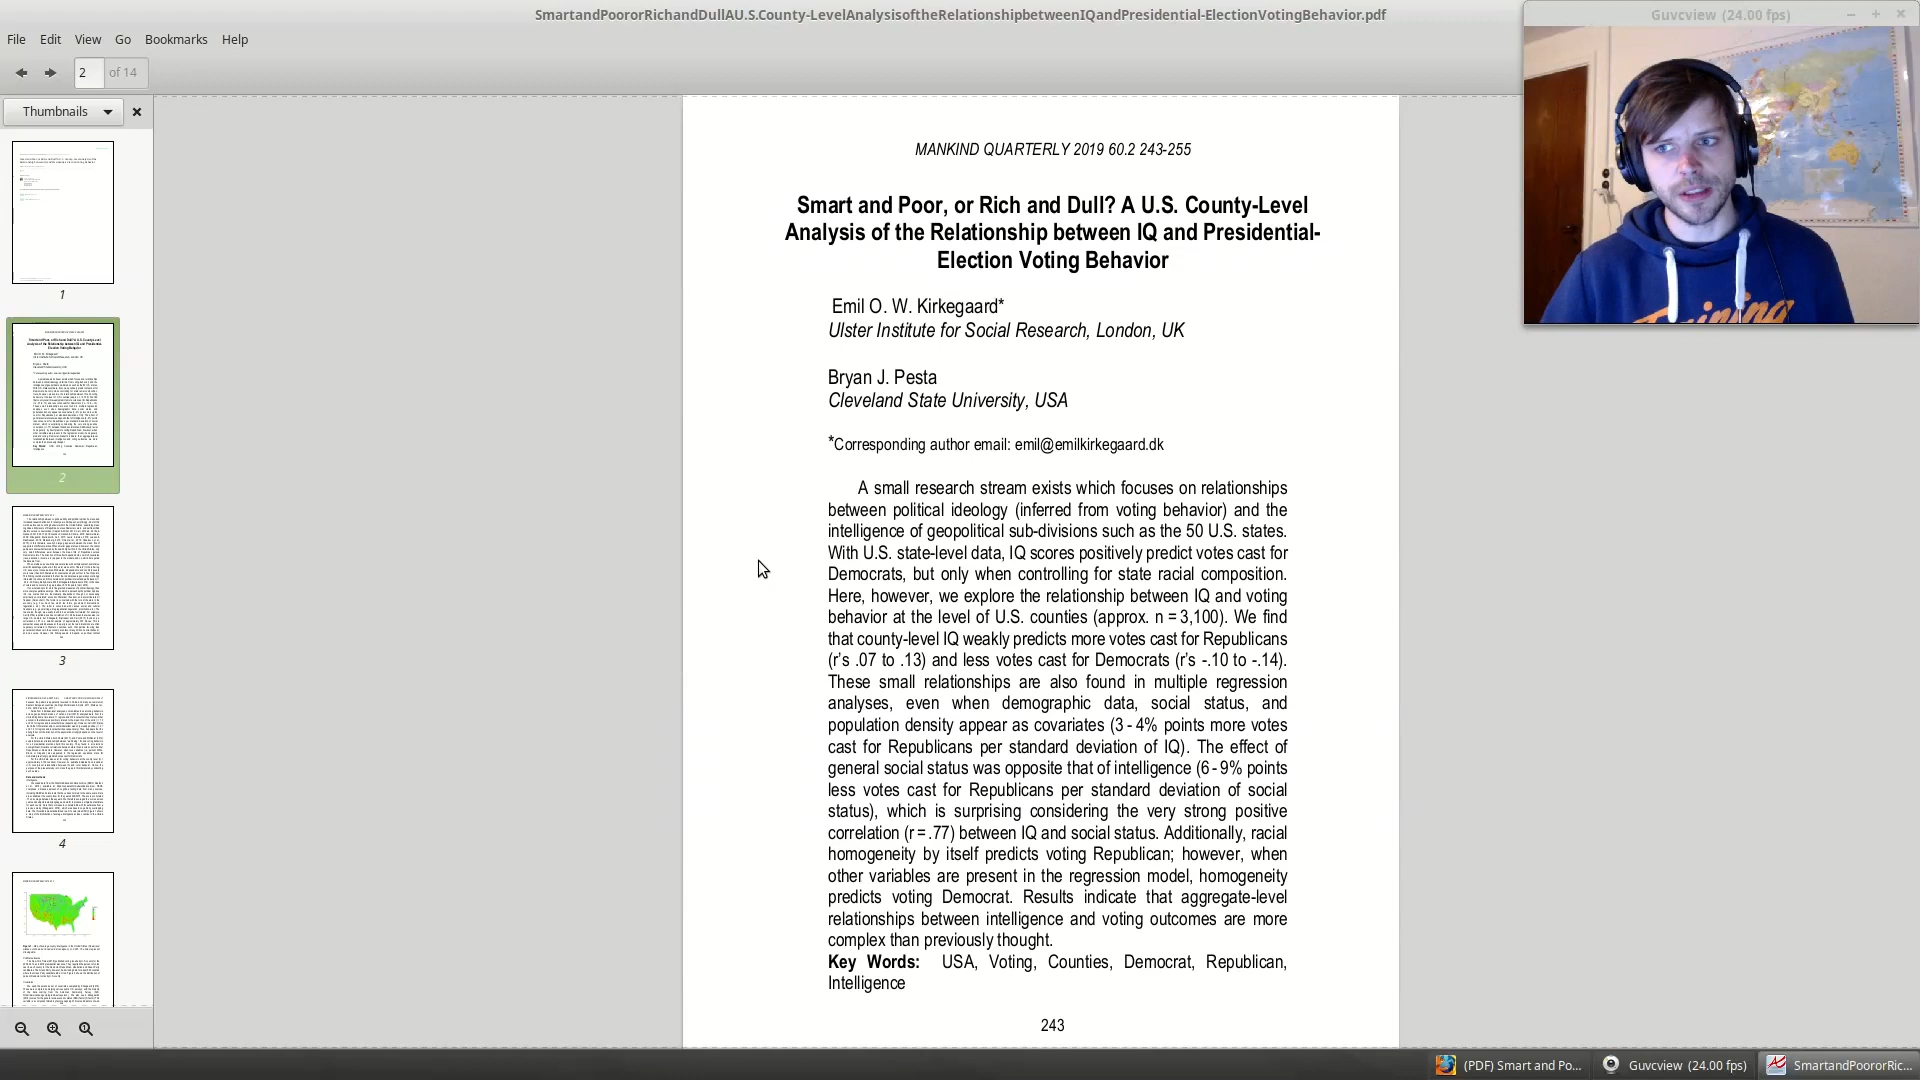 SmartandPoororRichandDullAU.S.County-LevelAnalysisoftheRelationshipbetweenIQandPresidential-ElectionVotingBehavior.pdf
Guvcview (24.00 fps)
File Edit View Go Bookmarks Help
2 of 14
Thumbnails
1
2
3
4
MANKIND QUARTERLY 2019 60.2 243-255
Smart and Poor, or Rich and Dull? A U.S. County-Level
Analysis of the Relationship between IQ and Presidential-
Election Voting Behavior
Emil O. W. Kirkegaard*
Ulster Institute for Social Research, London, UK
Bryan J. Pesta
Cleveland State University, USA
*Corresponding author email: emil@emilkirkegaard.dk
A small research stream exists which focuses on relationships
between political ideology (inferred from voting behavior) and the
intelligence of geopolitical sub-divisions such as the 50 U.S. states.
With U.S. state-level data, IQ scores positively predict votes cast for
Democrats, but only when controlling for state racial composition.
Here, however, we explore the relationship between IQ and voting
behavior at the level of U.S. counties (approx. n = 3,100). We find
that county-level IQ weakly predicts more votes cast for Republicans
(r's .07 to .13) and less votes cast for Democrats (r's -.10 to -.14).
These small relationships are also found in multiple regression
analyses, even when demographic data, social status, and
population density appear as covariates (3 - 4% points more votes
cast for Republicans per standard deviation of IQ). The effect of
general social status was opposite that of intelligence (6 - 9% points
less votes cast for Republicans per standard deviation of social
status), which is surprising considering the very strong positive
correlation (r = .77) between IQ and social status. Additionally, racial
homogeneity by itself predicts voting Republican; however, when
other variables are present in the regression model, homogeneity
predicts voting Democrat. Results indicate that aggregate-level
relationships between intelligence and voting outcomes are more
complex than previously thought.
Key Words: USA, Voting, Counties, Democrat, Republican,
Intelligence
243
(PDF) Smart and Po...
Guvcview (24.00 fps)
SmartandPoororRic...